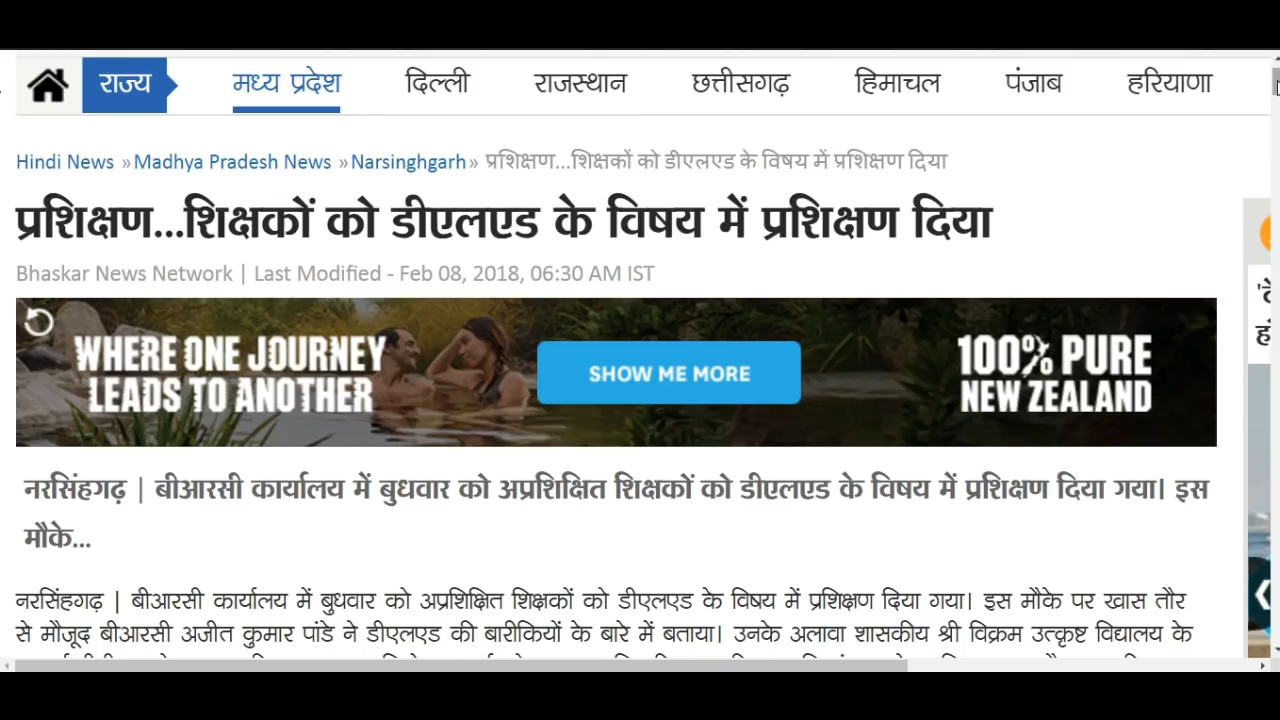 राज्य मध्य प्रदेश दिल्ली राजस्थान छत्तीसगढ़ हिमाचल पंजाब हरियाणा
Hindi News »Madhya Pradesh News »Narsinghgarh» प्रशिक्षण...शिक्षकों को डीएलएड के विषय में प्रशिक्षण दिया
प्रशिक्षण...शिक्षकों को डीएलएड के विषय में प्रशिक्षण दिया
Bhaskar News Network | Last Modified - Feb 08, 2018, 06:30 AM IST
WHERE ONE JOURNEY
LEADS TO ANOTHER
SHOW ME MORE
100% PURE
NEW ZEALAND
नरसिंहगढ़ | बीआरसी कार्यालय में बुधवार को अप्रशिक्षित शिक्षकों को डीएलएड के विषय में प्रशिक्षण दिया गया। इस
मौके...
नरसिंहगढ़ | बीआरसी कार्यालय में बुधवार को अप्रशिक्षित शिक्षकों को डीएलएड के विषय में प्रशिक्षण दिया गया। इस मौके पर खास तौर
से मौजूद बीआरसी अजीत कुमार पांडे ने डीएलएड की बारीकियों के बारे में बताया। उनके अलावा शासकीय श्री विक्रम उत्कृष्ट विद्यालय के